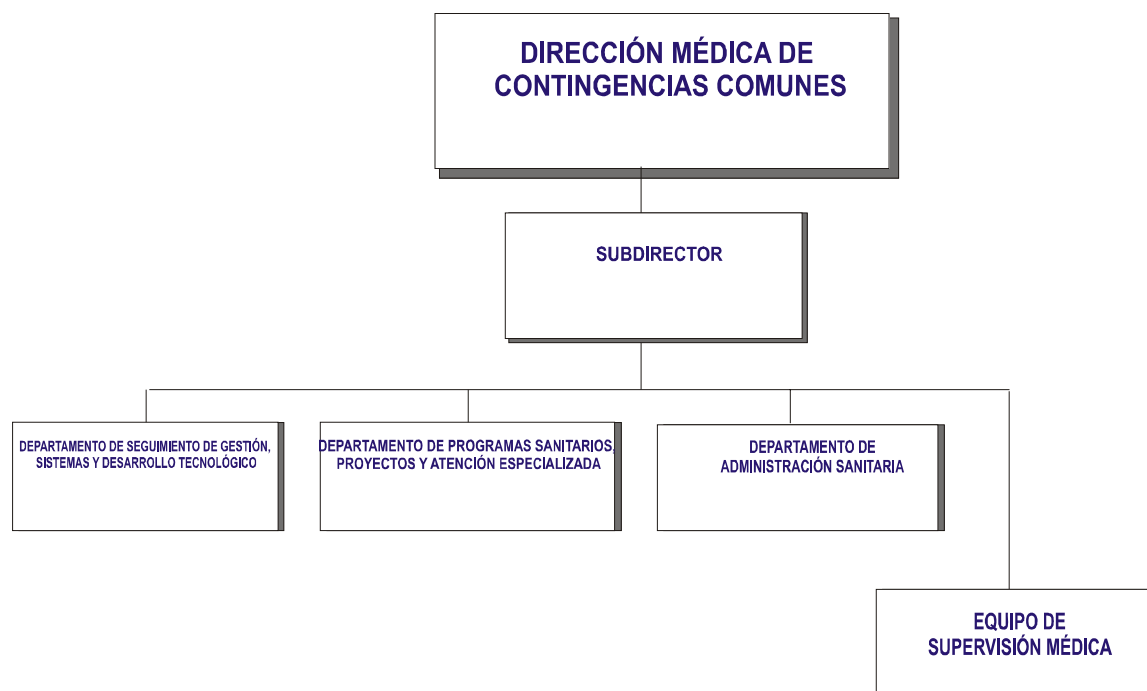 DIRECCIÓN MÉDICA DE
CONTINGENCIAS COMUNES
SUBDIRECTOR
DEPARTAMENTO DE SEGUIMIENTO DE GESTIÓN,
SISTEMAS Y DESARROLLO TECNOLÓGICO
DEPARTAMENTO DE PROGRAMAS SANITARIOS,
PROYECTOS Y ATENCIÓN ESPECIALIZADA
DEPARTAMENTO DE
ADMINISTRACIÓN SANITARIA
EQUIPO DE
SUPERVISIÓN MÉDICA